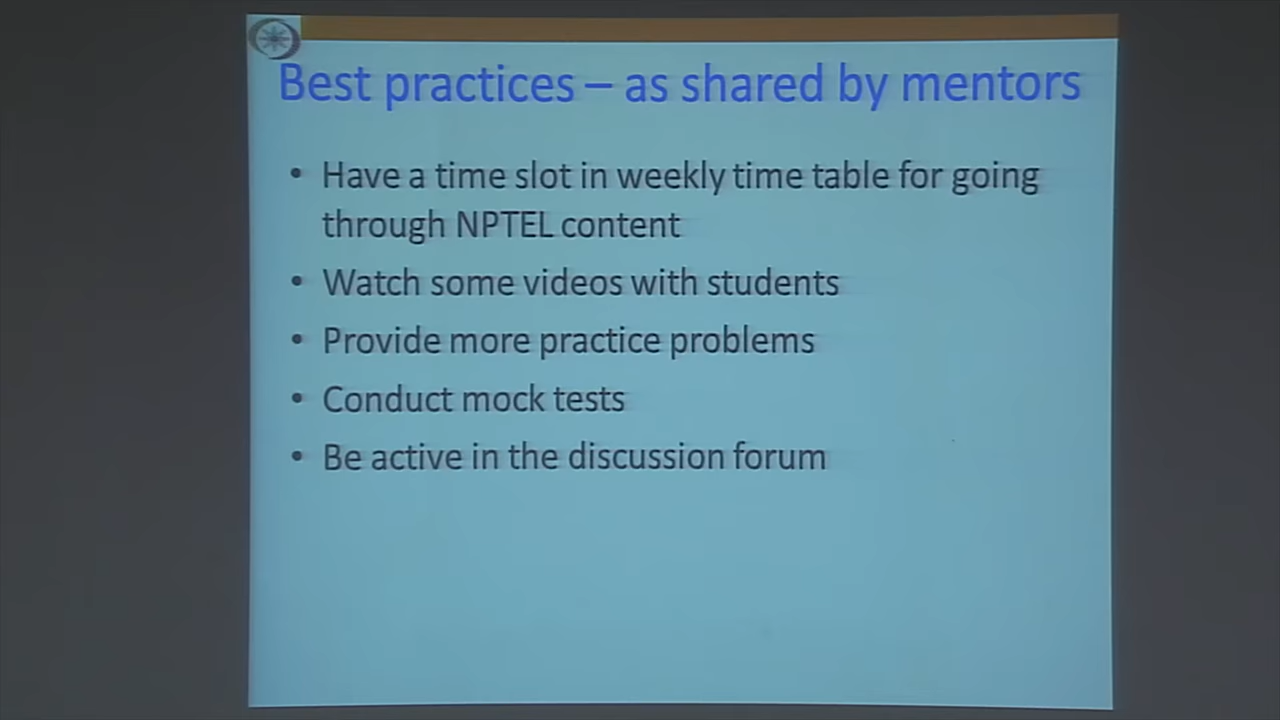 Best practices – as shared by mentors
• Have a time slot in weekly time table for going
through NPTEL content
• Watch some videos with students
• Provide more practice problems
• Conduct mock tests
• Be active in the discussion forum